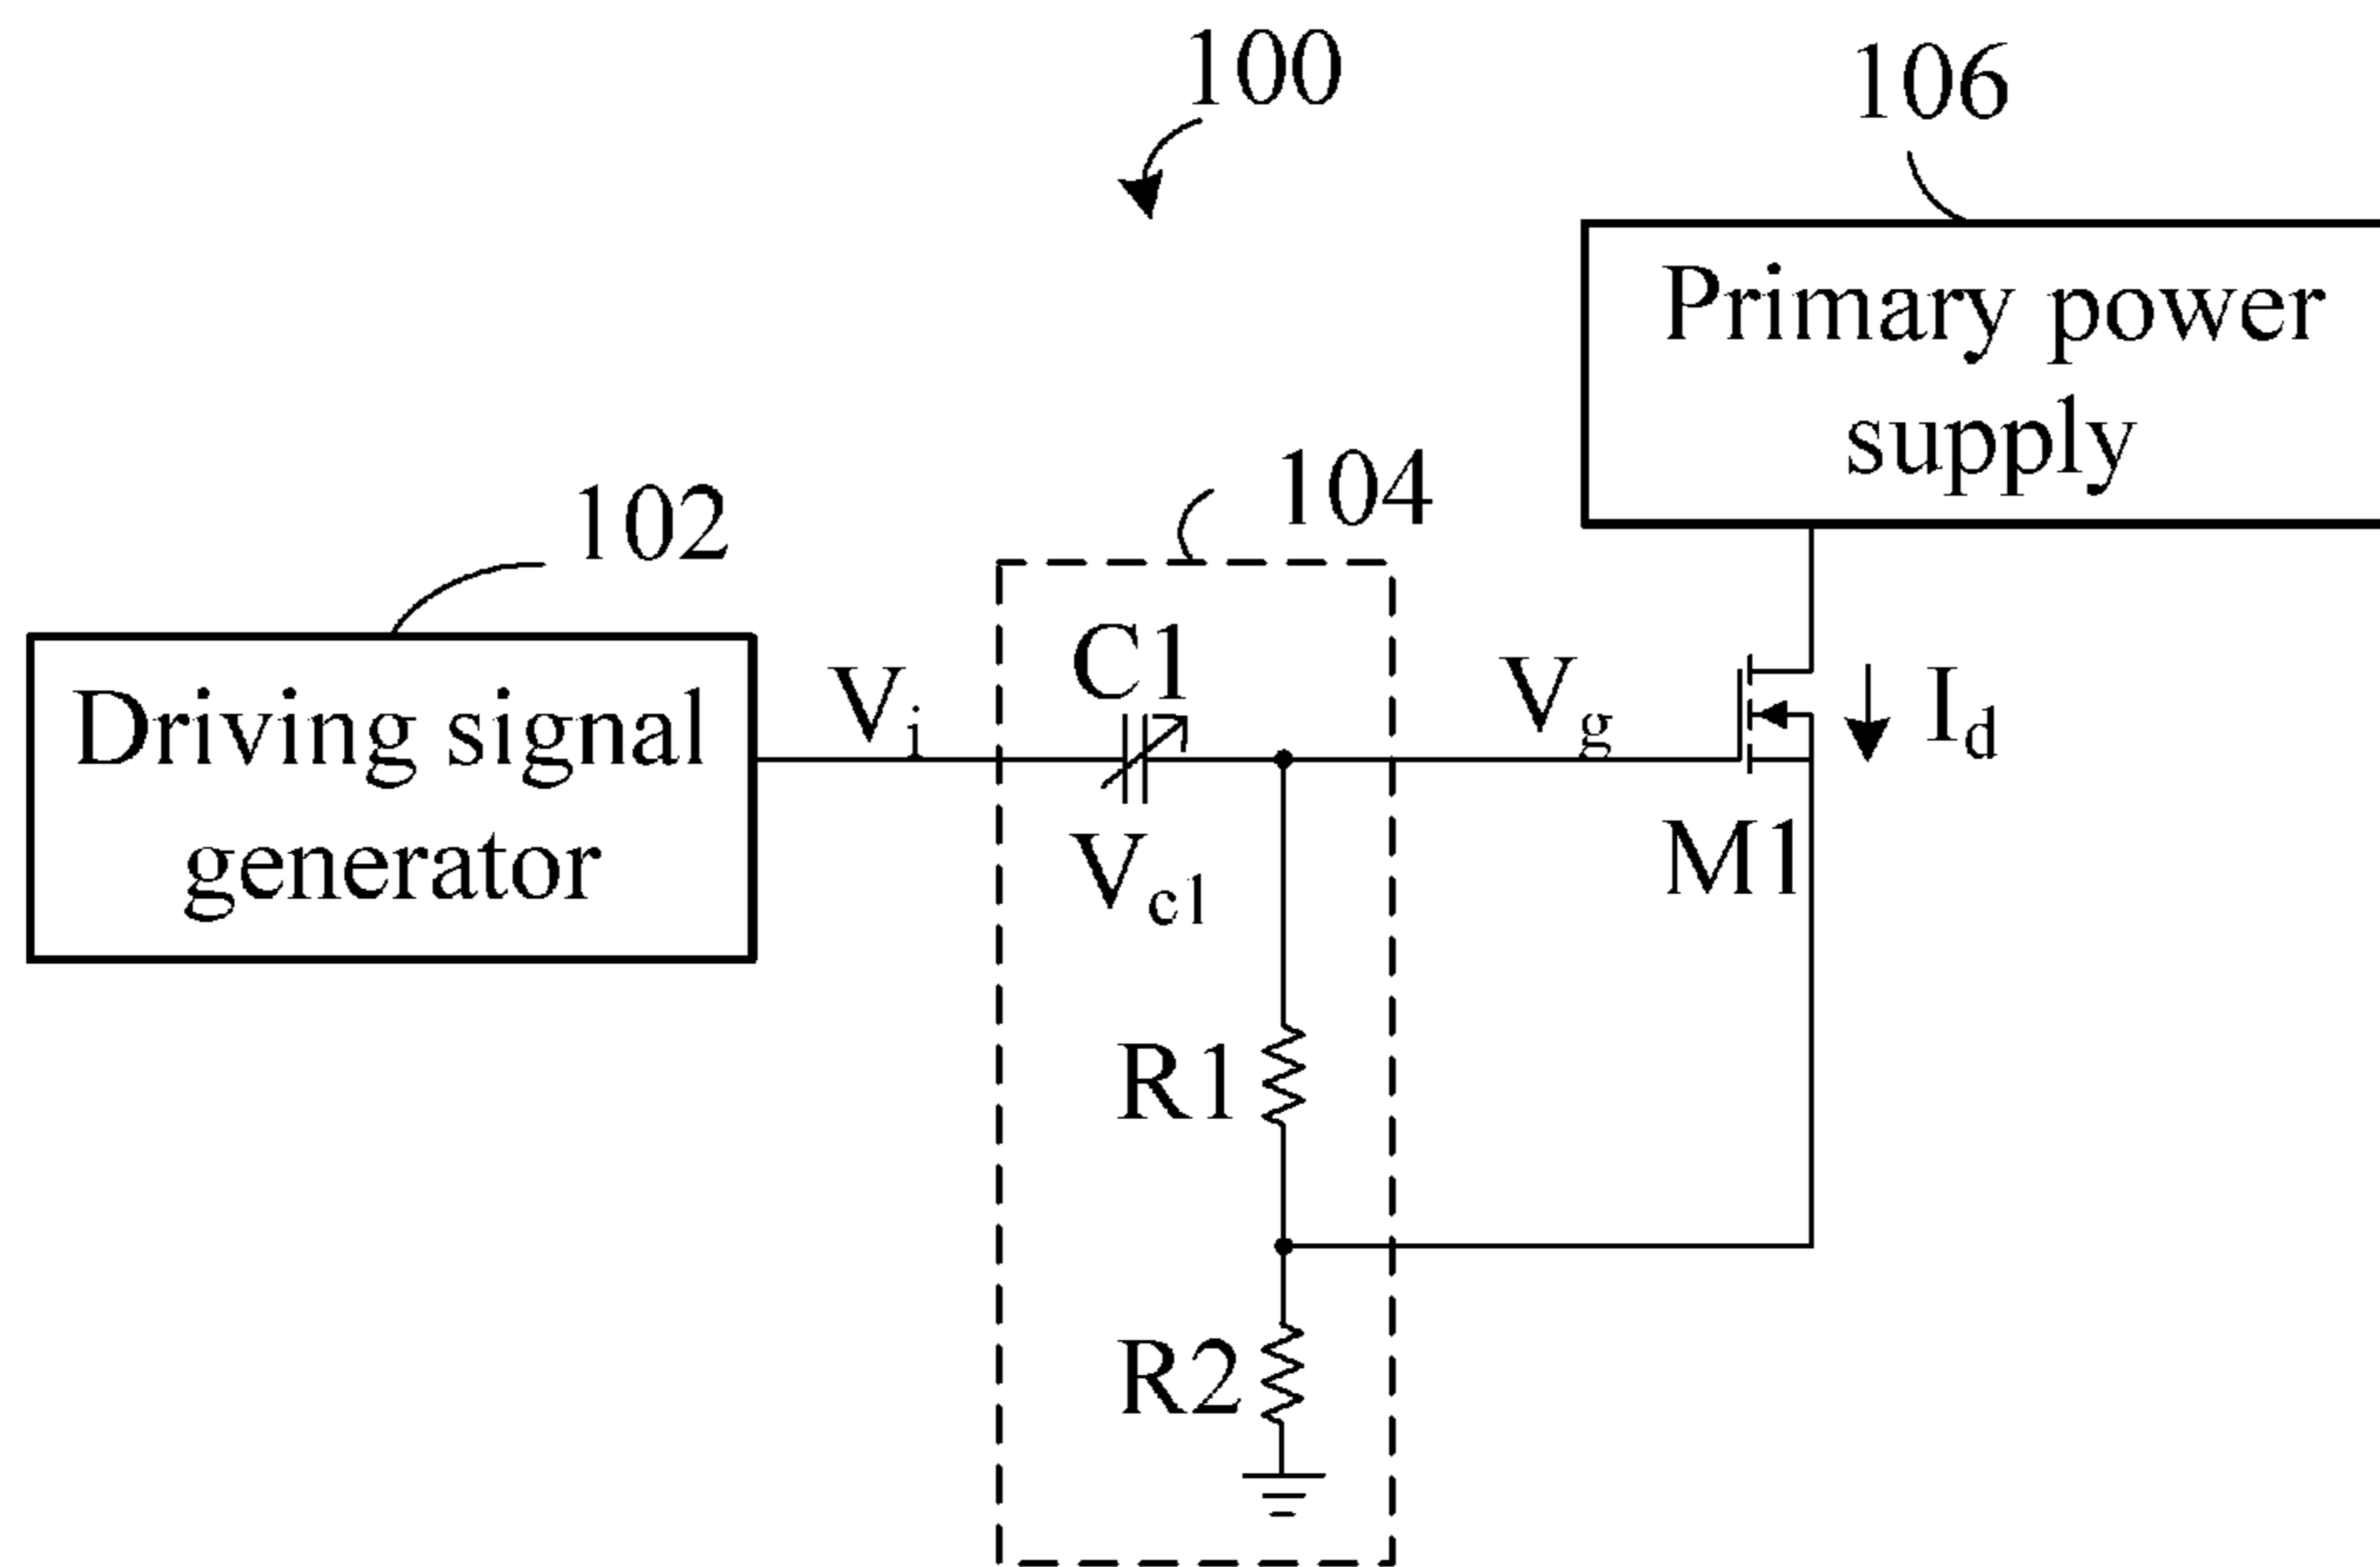 100
106
Primary power
supply
104
102
Driving signal
generator
Vi
C1
Vc1
Vg
Id
M1
R1
R2